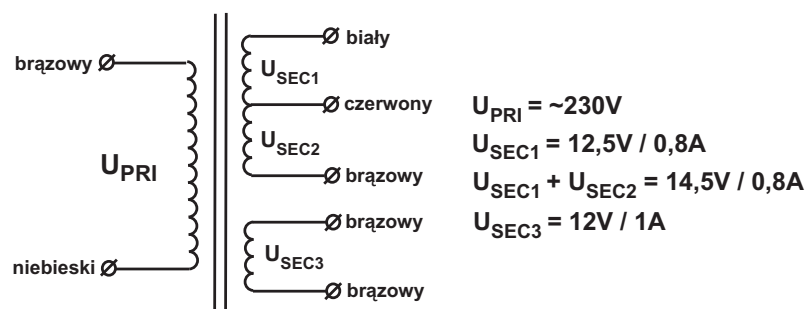 brązowy
niebieski
U_PRI
biały
U_SEC1
czerwony
U_SEC2
brązowy
brązowy
U_SEC3
brązowy
U_PRI = ~230V
U_SEC1 = 12,5V / 0,8A
U_SEC1 + U_SEC2 = 14,5V / 0,8A
U_SEC3 = 12V / 1A